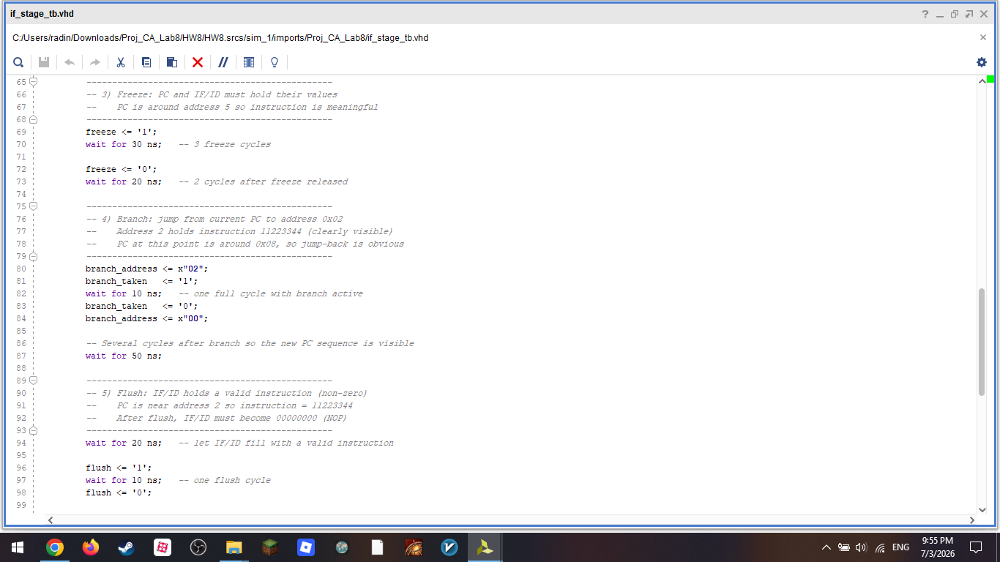 if_stage_tb.vhd
C:/Users/radin/Downloads/Proj_CA_Lab8/HW8/HW8.srcs/sim_1/imports/Proj_CA_Lab8/if_stage_tb.vhd
65 ------------------------------------------------
66 -- 3) Freeze: PC and IF/ID must hold their values
67 --    PC is around address 5 so instruction is meaningful
68 ------------------------------------------------
69 freeze <= '1';
70 wait for 30 ns;   -- 3 freeze cycles
71
72 freeze <= '0';
73 wait for 20 ns;   -- 2 cycles after freeze released
74
75 ------------------------------------------------
76 -- 4) Branch: jump from current PC to address 0x02
77 --    Address 2 holds instruction 11223344 (clearly visible)
78 --    PC at this point is around 0x08, so jump-back is obvious
79 ------------------------------------------------
80 branch_address <= x"02";
81 branch_taken   <= '1';
82 wait for 10 ns;   -- one full cycle with branch active
83 branch_taken   <= '0';
84 branch_address <= x"00";
85
86 -- Several cycles after branch so the new PC sequence is visible
87 wait for 50 ns;
88
89 ------------------------------------------------
90 -- 5) Flush: IF/ID holds a valid instruction (non-zero)
91 --    PC is near address 2 so instruction = 11223344
92 --    After flush, IF/ID must become 00000000 (NOP)
93 ------------------------------------------------
94 wait for 20 ns;   -- let IF/ID fill with a valid instruction
95
96 flush <= '1';
97 wait for 10 ns;   -- one flush cycle
98 flush <= '0';
99
ENG
9:55 PM
7/3/2026